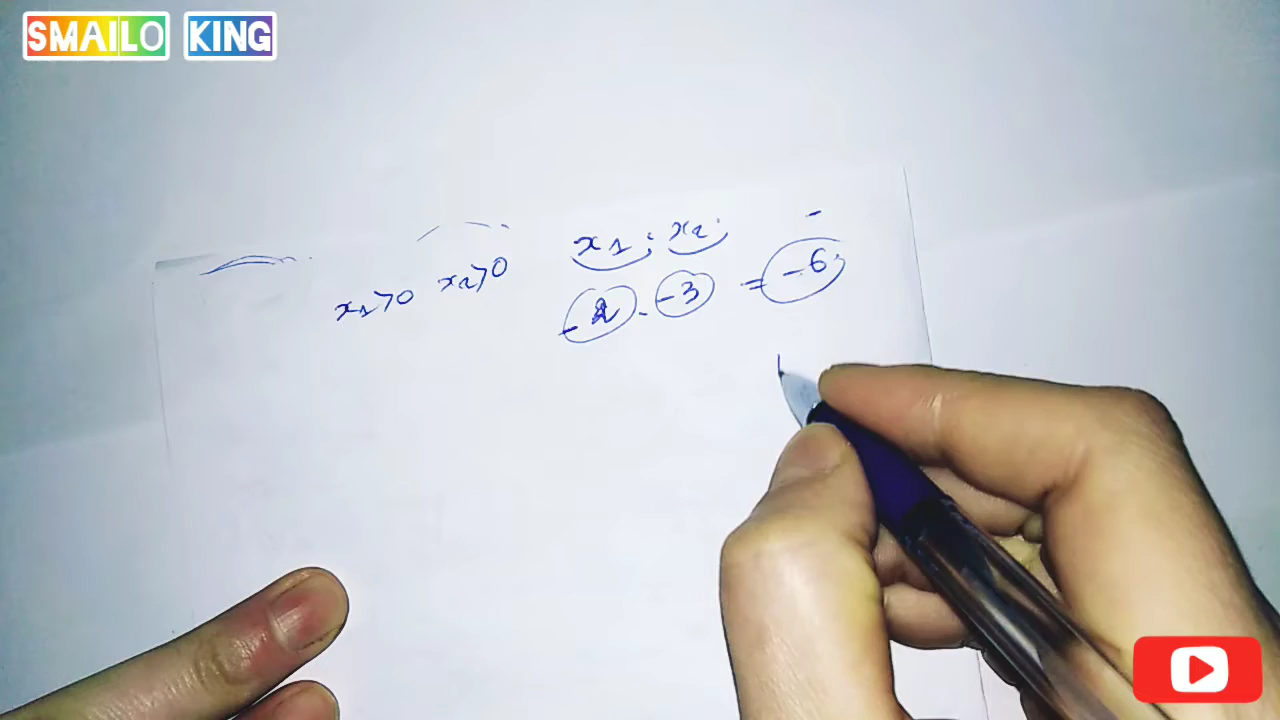 SMAILO KING
x₁ ; x₂
x₁>0 x₂>0
-2 . -3 = -6